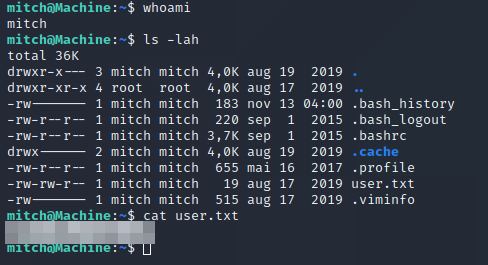 mitch@Machine:~$ whoami
mitch
mitch@Machine:~$ ls -lah
total 36K
drwxr-x--- 3 mitch mitch 4,0K aug 19  2019 .
drwxr-xr-x 4 root  root  4,0K aug 17  2019 ..
-rw------- 1 mitch mitch  183 nov 13 04:00 .bash_history
-rw-r--r-- 1 mitch mitch  220 sep  1  2015 .bash_logout
-rw-r--r-- 1 mitch mitch 3,7K sep  1  2015 .bashrc
drwx------ 2 mitch mitch 4,0K aug 19  2019 .cache
-rw-r--r-- 1 mitch mitch  655 mai 16  2017 .profile
-rw-rw-r-- 1 mitch mitch   19 aug 17  2019 user.txt
-rw------- 1 mitch mitch  515 aug 17  2019 .viminfo
mitch@Machine:~$ cat user.txt
mitch@Machine:~$